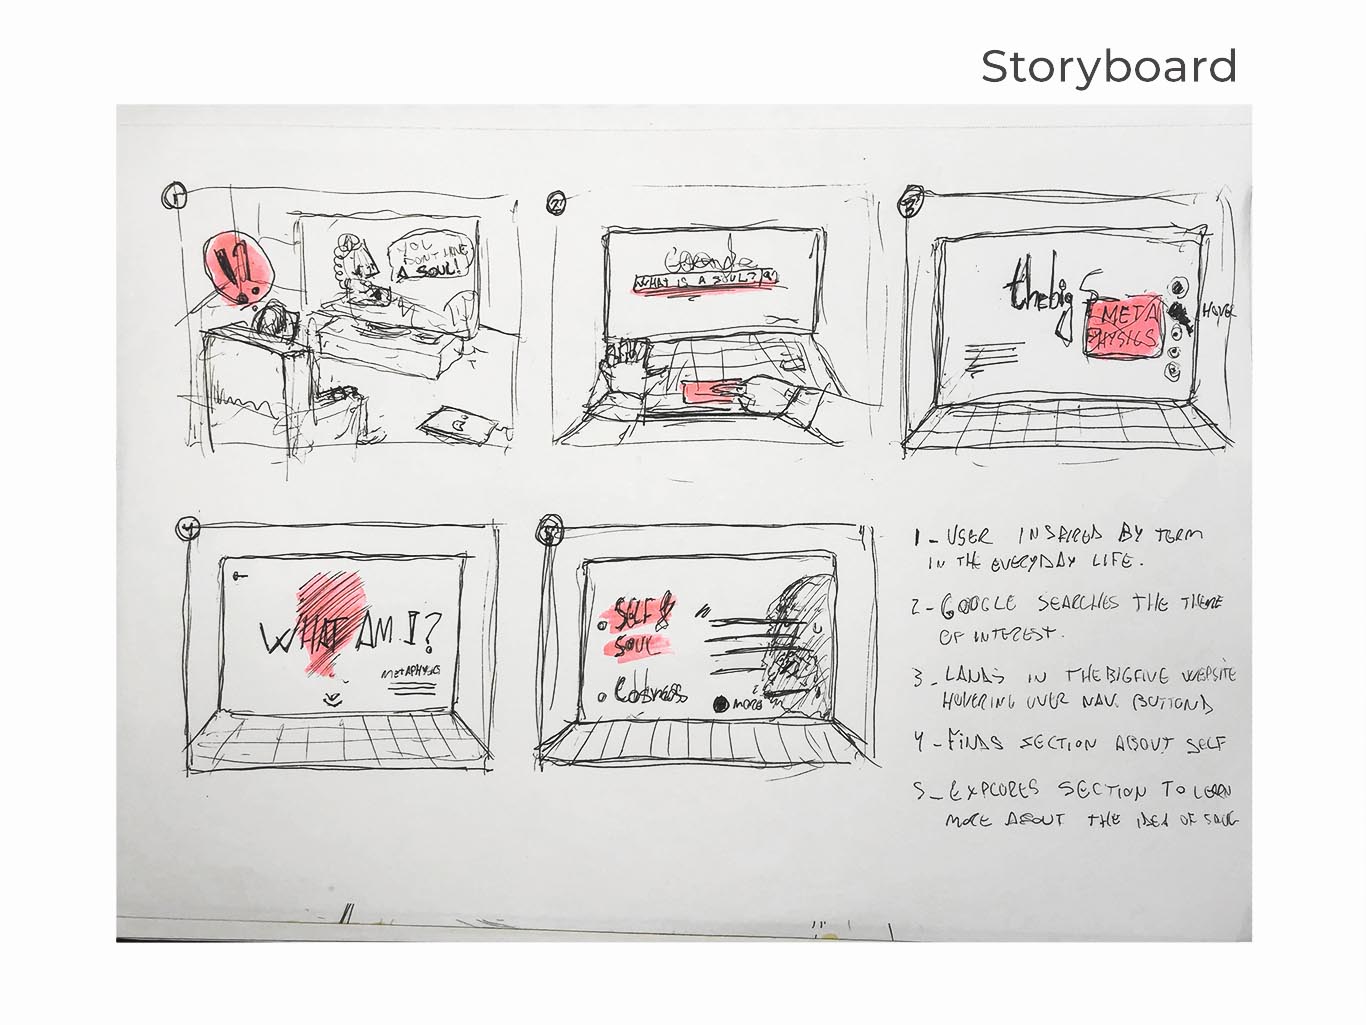 Storyboard
1
!?
YOU
DON'T HAVE
A SOUL!
2
WHAT IS A SOUL?
3
thebig 5
META
PHYSICS
HOVER
4
WHAT AM I?
METAPHYSICS
5
SELF &
SOUL
MORE
1 - USER INSPIRED BY TERM
IN THE EVERYDAY LIFE.
2 - GOOGLE SEARCHES THE THEME
OF INTEREST.
3 - LANDS IN THEBIGFIVE WEBSITE
HOVERING OVER NAV. BUTTONS
4 - FINDS SECTION ABOUT SELF
5 - EXPLORES SECTION TO LEARN
MORE ABOUT THE IDEA OF SOUL